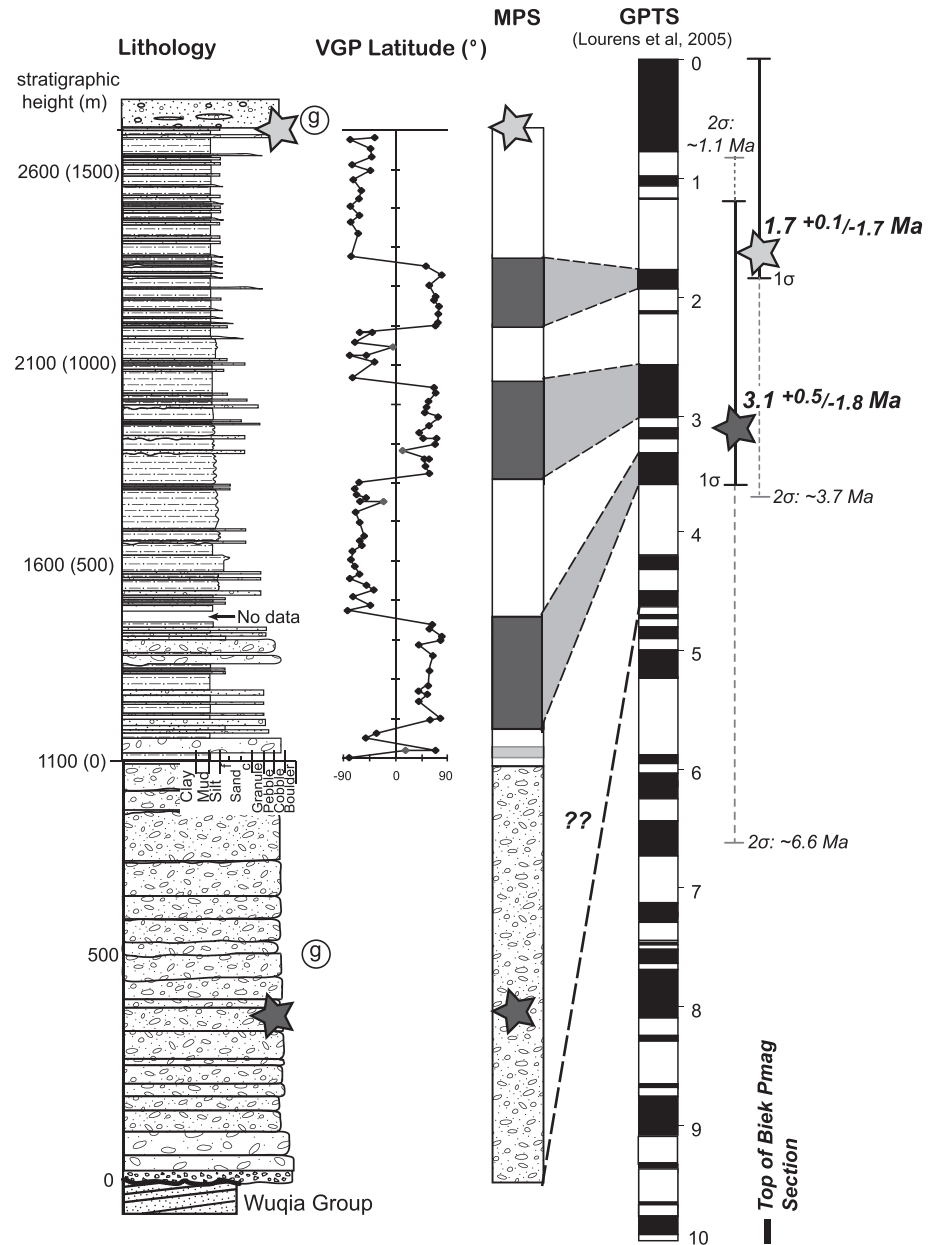 MPS
GPTS
(Lourens et al, 2005)
Lithology
VGP Latitude (°)
stratigraphic
height (m)
g
0
2σ:
~1.1 Ma
2600 (1500)
1
1.7 +0.1/-1.7 Ma
1σ
2
2100 (1000)
3.1 +0.5/-1.8 Ma
3
1σ
2σ: ~3.7 Ma
4
1600 (500)
No data
5
1100 (0)
-90
0
90
6
Clay
Mud
Silt
f
Sand
c
Granule
Pebble
Cobble
Boulder
??
2σ: ~6.6 Ma
7
500
g
8
9
Top of Biek Pmag
Section
0
Wuqia Group
10